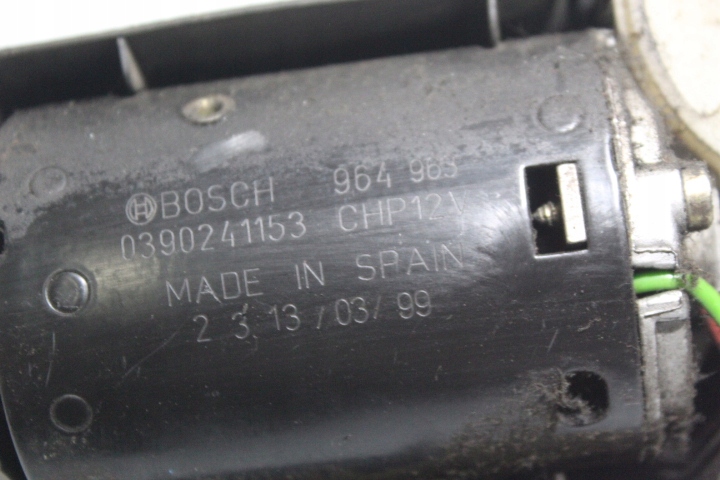 BOSCH 964 965
0390241153 CHP12V
MADE IN SPAIN
2 3 13/03/99